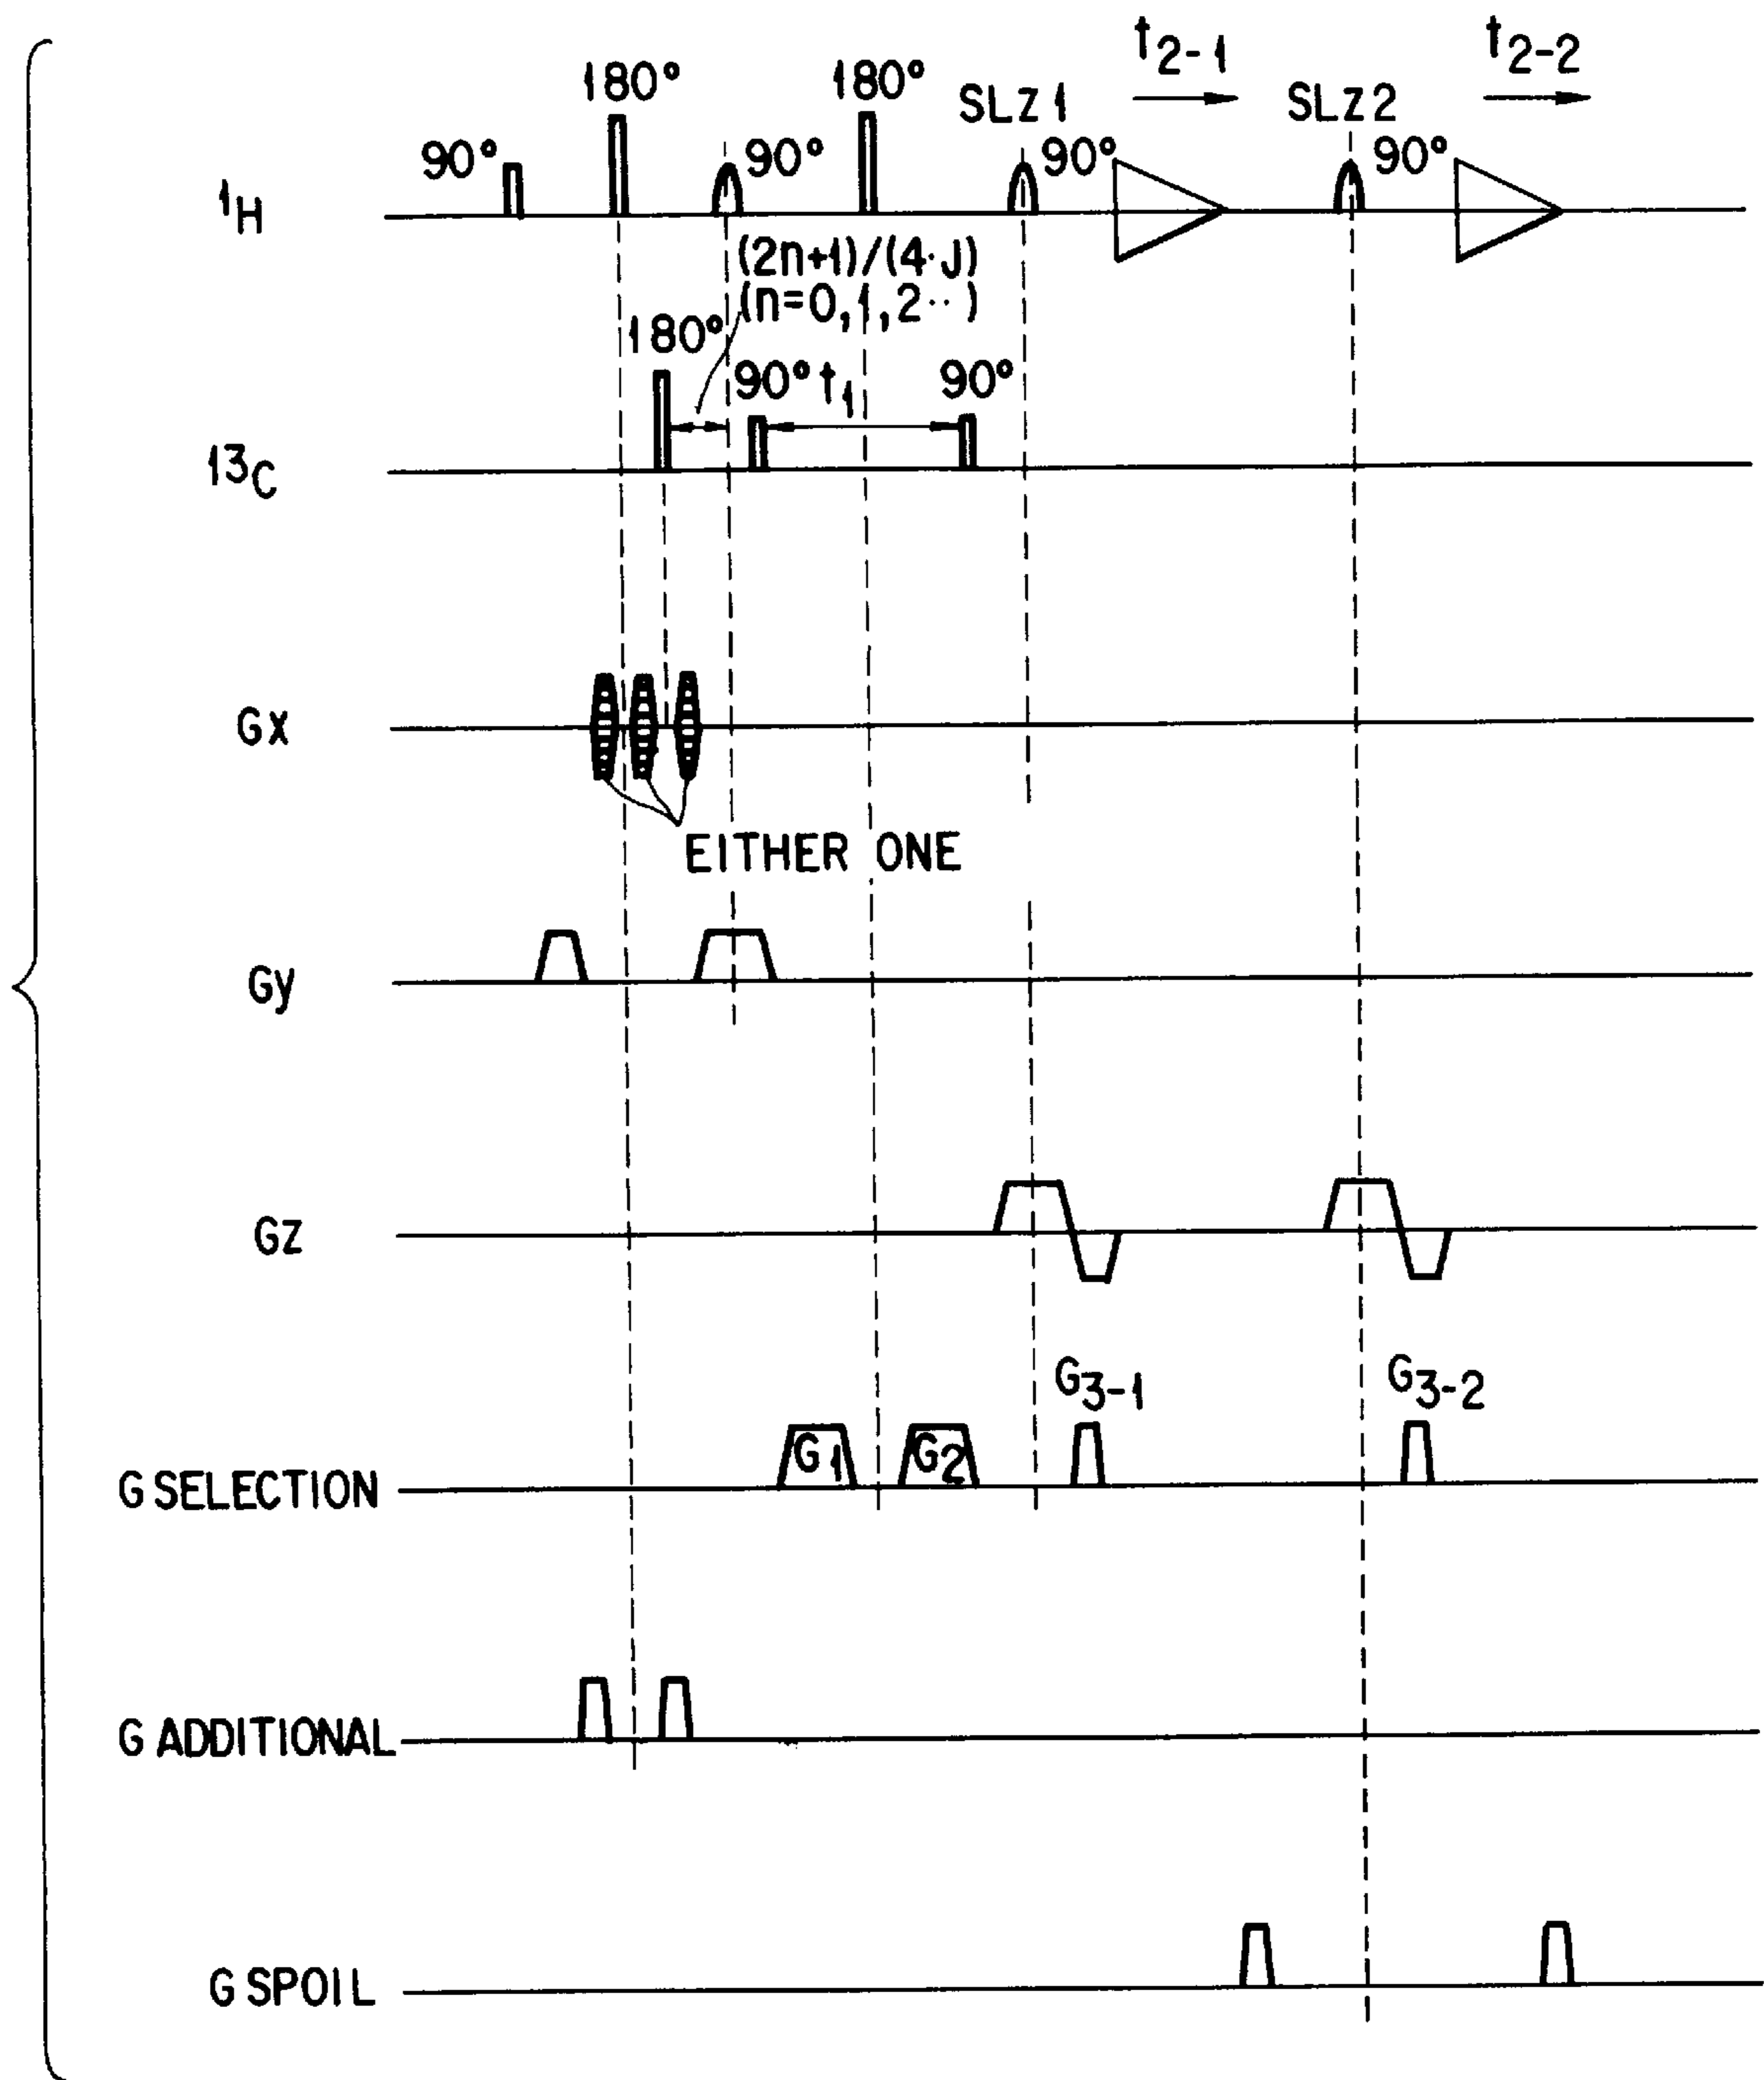 t2-1 t2-2
180° 180° SLZ1 SLZ2
90° 90° 90° 90°
1H
(2n+1)/(4·J)
(n=0,1,2··)
180°
90° t1 90°
13C
Gx
EITHER ONE
Gy
Gz
G3-1 G3-2
G1 G2
G SELECTION
G ADDITIONAL
G SPOIL